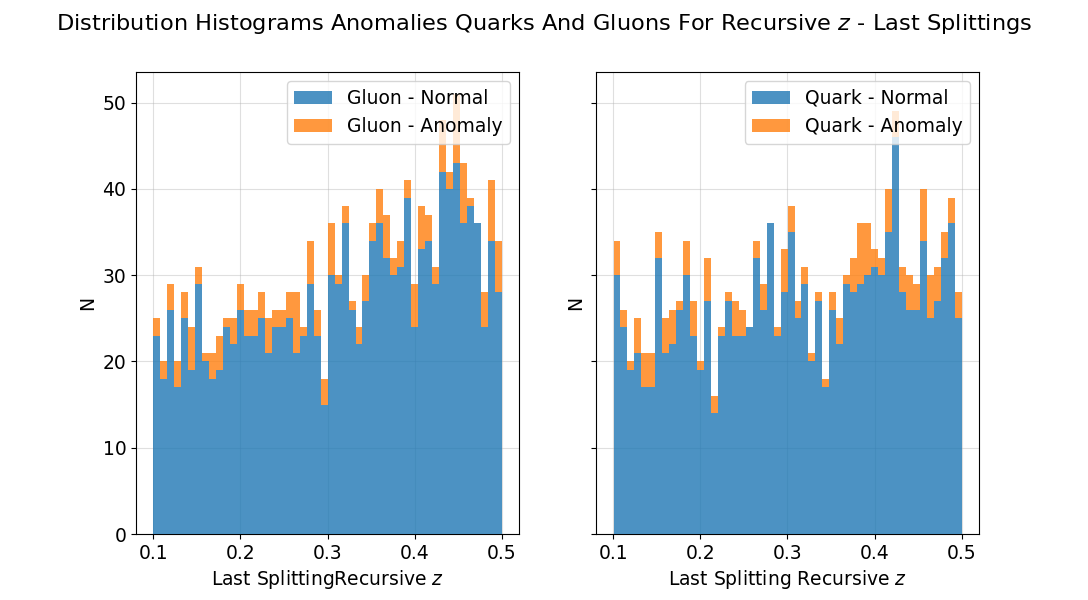 Distribution Histograms Anomalies Quarks And Gluons For Recursive z - Last Splittings
Gluon - Normal
Gluon - Anomaly
N
50
40
30
20
10
0
0.1 0.2 0.3 0.4 0.5
Last SplittingRecursive z
Quark - Normal
Quark - Anomaly
N
0.1 0.2 0.3 0.4 0.5
Last Splitting Recursive z